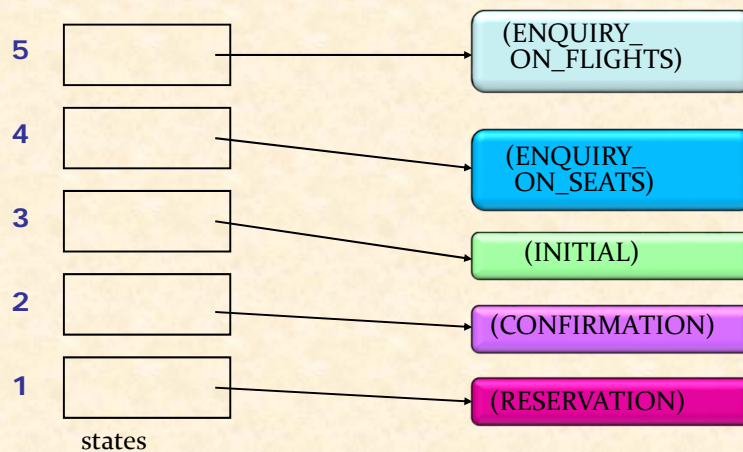 5
(ENQUIRY_
ON_FLIGHTS)
4
(ENQUIRY_
ON_SEATS)
3
(INITIAL)
2
(CONFIRMATION)
1
(RESERVATION)
states